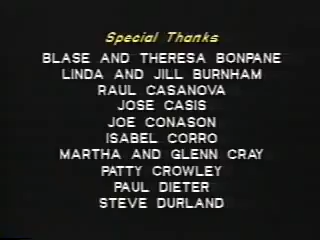 Special Thanks
BLASE AND THERESA BONPANE
LINDA AND JILL BURNHAM
RAUL CASANOVA
JOSE CASIS
JOE CONASON
ISABEL CORRO
MARTHA AND GLENN CRAY
PATTY CROWLEY
PAUL DIETER
STEVE DURLAND